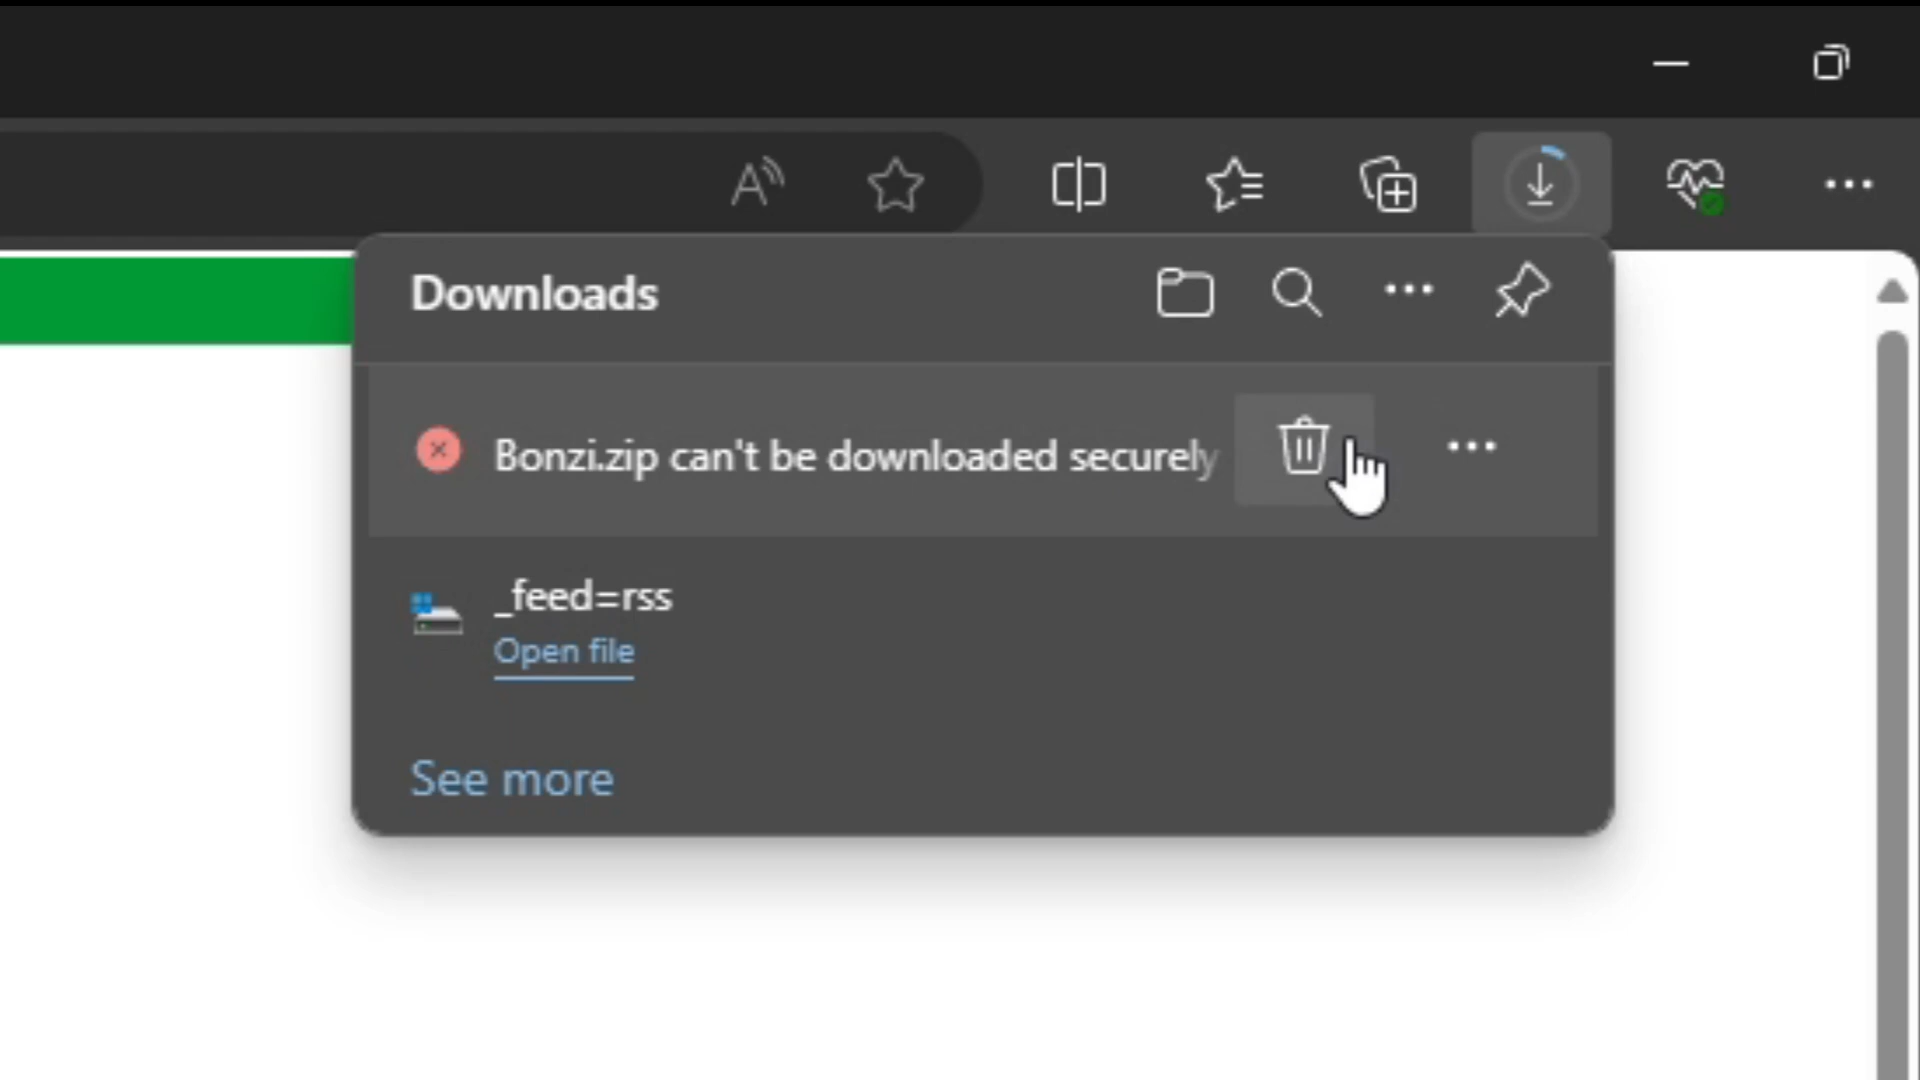 Downloads
Bonzi.zip can't be downloaded securely
_feed=rss
Open file
See more